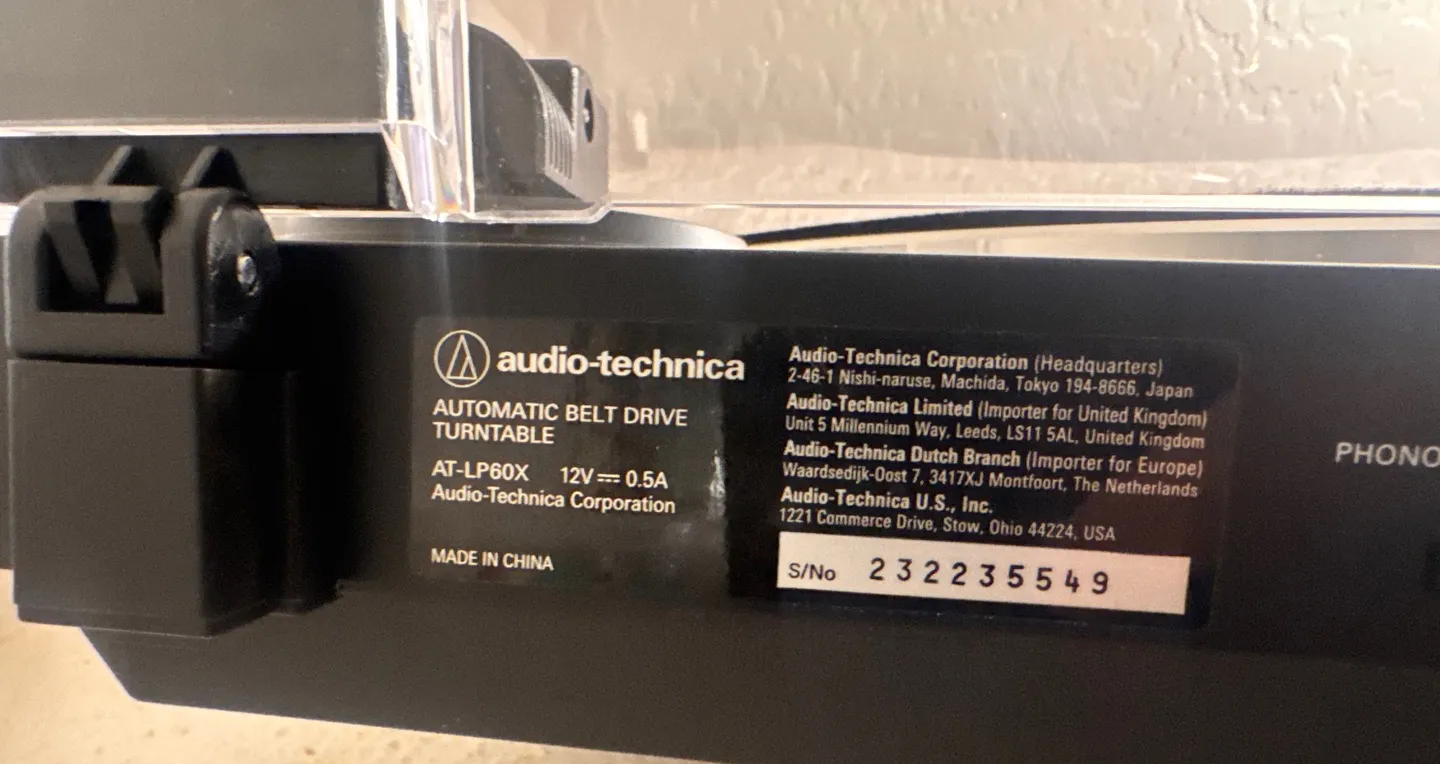 audio-technica
AUTOMATIC BELT DRIVE
TURNTABLE
AT-LP60X 12V⎓0.5A
Audio-Technica Corporation
MADE IN CHINA
Audio-Technica Corporation (Headquarters)
2-46-1 Nishi-naruse, Machida, Tokyo 194-8666, Japan
Audio-Technica Limited (Importer for United Kingdom)
Unit 5 Millennium Way, Leeds, LS11 5AL, United Kingdom
Audio-Technica Dutch Branch (Importer for Europe)
Waardsedijk-Oost 7, 3417XJ Montfoort, The Netherlands
Audio-Technica U.S., Inc.
1221 Commerce Drive, Stow, Ohio 44224, USA
S/No 232235549
PHONO